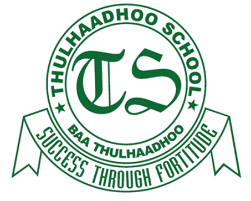 THULHAADHOO SCHOOL
TS
BAA THULHAADHOO
SUCCESS THROUGH FORTITUDE